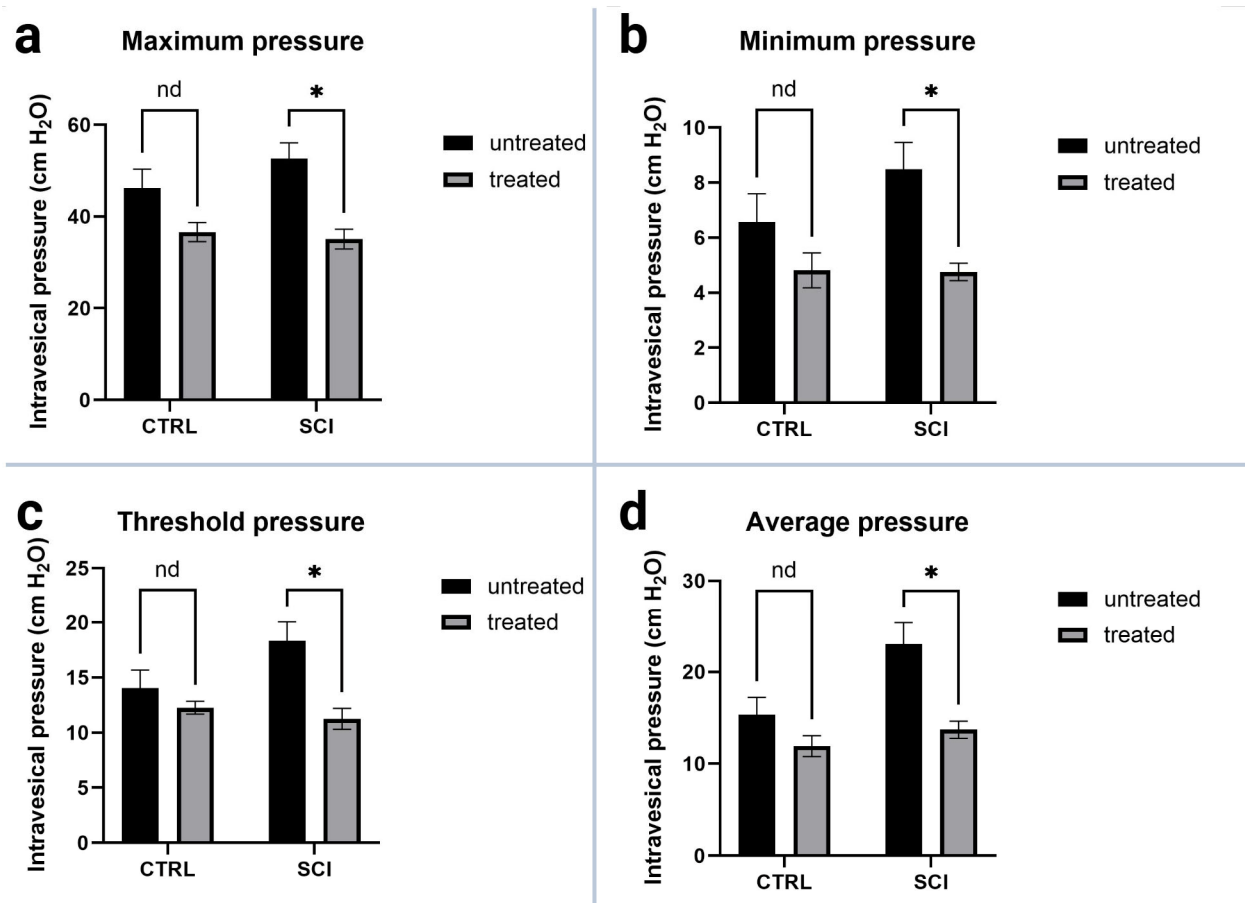 a
Maximum pressure
Intravesical pressure (cm H₂O)
60
40
20
0
nd
*
CTRL
SCI
untreated
treated
b
Minimum pressure
Intravesical pressure (cm H₂O)
10
8
6
4
2
0
nd
*
CTRL
SCI
untreated
treated
c
Threshold pressure
Intravesical pressure (cm H₂O)
25
20
15
10
5
0
nd
*
CTRL
SCI
untreated
treated
d
Average pressure
Intravesical pressure (cm H₂O)
30
20
10
0
nd
*
CTRL
SCI
untreated
treated